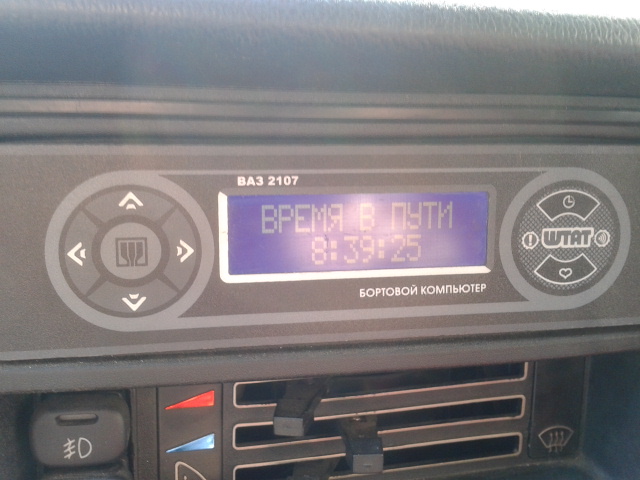 ВАЗ 2107
ВРЕМЯ В ПУТИ
8:39:25
ШТАТ
БОРТОВОЙ КОМПЬЮТЕР